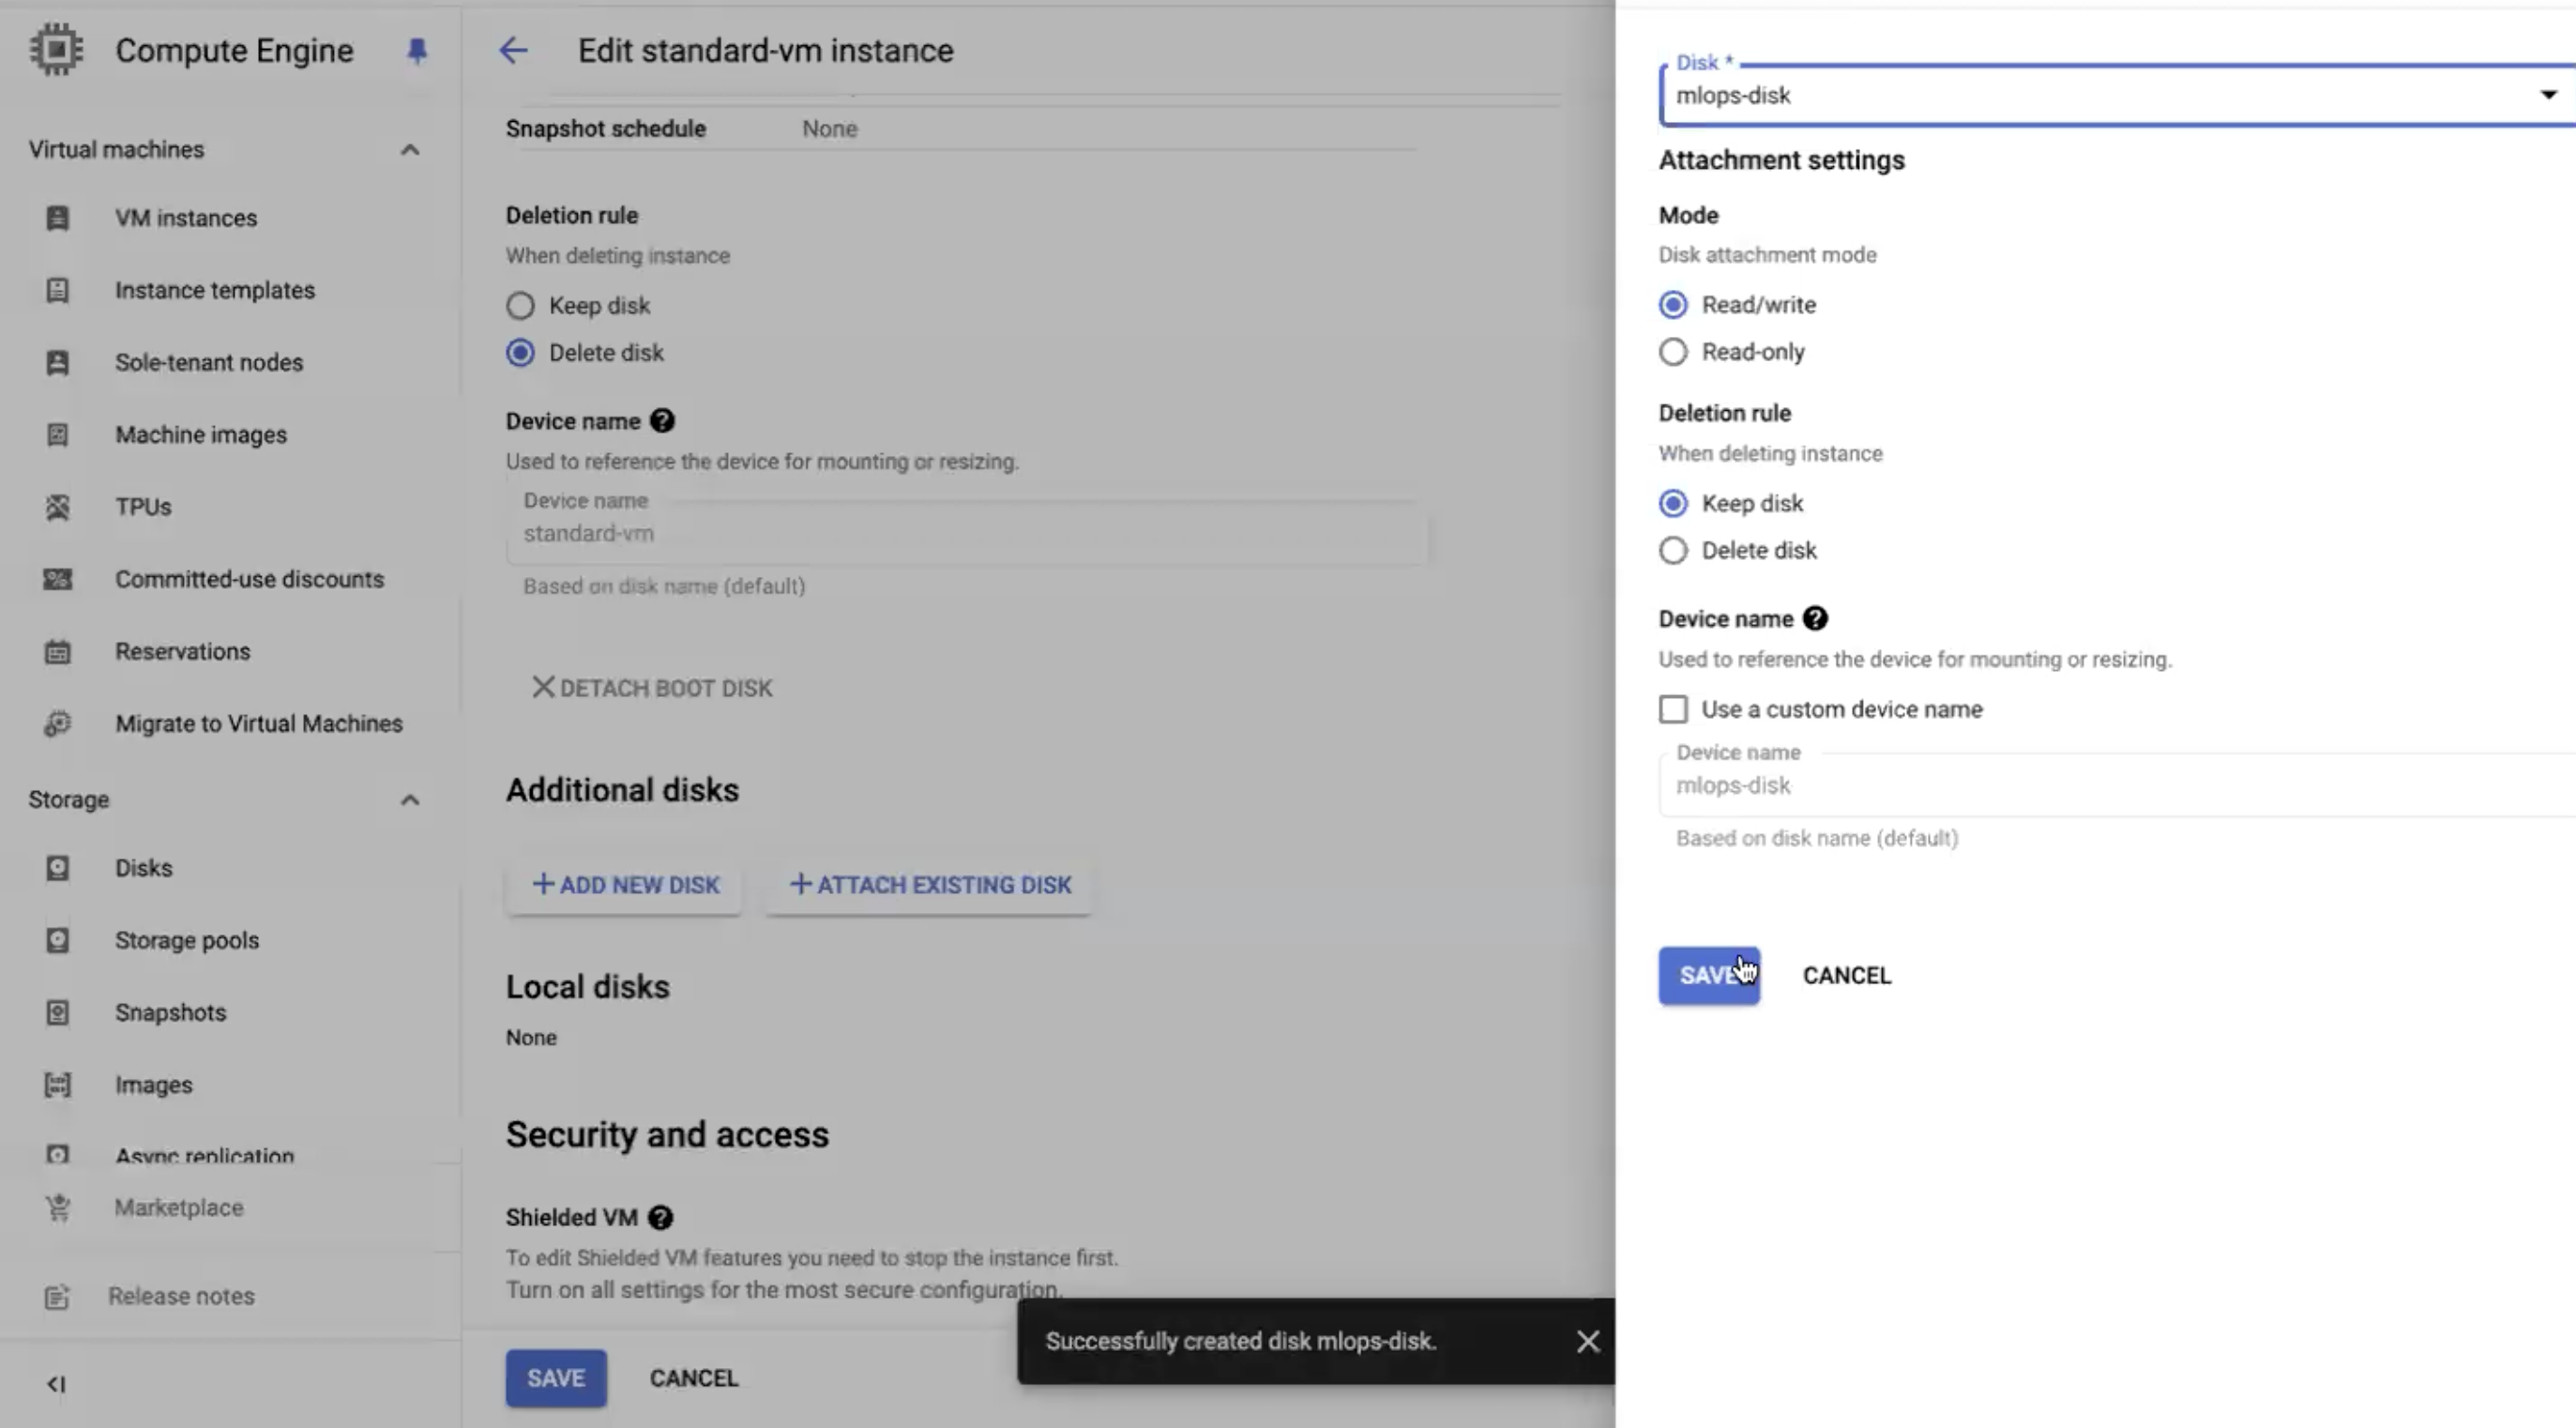 Compute Engine
Virtual machines
VM instances
Instance templates
Sole-tenant nodes
Machine images
TPUs
Committed-use discounts
Reservations
Migrate to Virtual Machines
Storage
Disks
Storage pools
Snapshots
Images
Async replication
Marketplace
Release notes
Edit standard-vm instance
Snapshot schedule None
Deletion rule
When deleting instance
Keep disk
Delete disk
Device name ?
Used to reference the device for mounting or resizing.
Device name
standard-vm
Based on disk name (default)
DETACH BOOT DISK
Additional disks
+ ADD NEW DISK + ATTACH EXISTING DISK
Local disks
None
Security and access
Shielded VM ?
To edit Shielded VM features you need to stop the instance first.
Turn on all settings for the most secure configuration.
SAVE CANCEL
Successfully created disk mlops-disk.
Disk *
mlops-disk
Attachment settings
Mode
Disk attachment mode
Read/write
Read-only
Deletion rule
When deleting instance
Keep disk
Delete disk
Device name ?
Used to reference the device for mounting or resizing.
Use a custom device name
Device name
mlops-disk
Based on disk name (default)
SAVE CANCEL